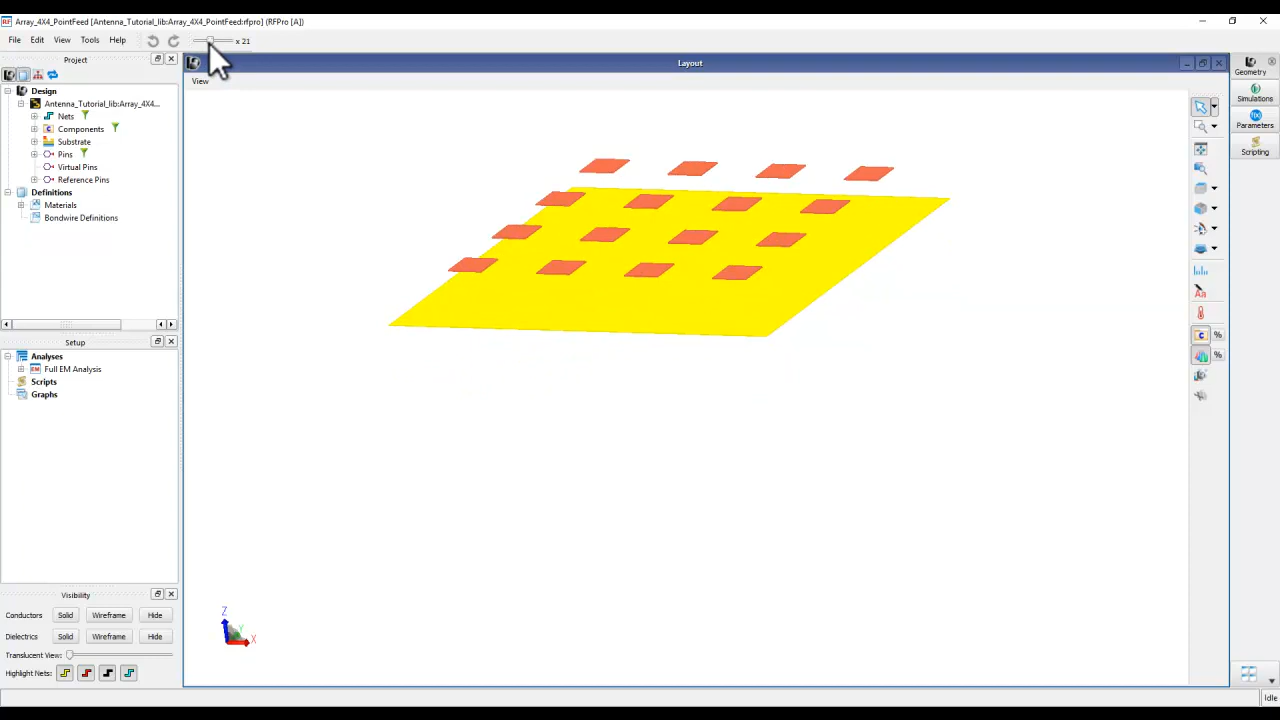 Array_4X4_PointFeed [Antenna_Tutorial_lib:Array_4X4_PointFeed:rfpro] (RFPro [A])
File Edit View Tools Help
x 21
Project
Layout
View
Design
Antenna_Tutorial_lib:Array_4X4...
Nets
Components
Substrate
Pins
Virtual Pins
Reference Pins
Definitions
Materials
Bondwire Definitions
Setup
Analyses
EM Full EM Analysis
Scripts
Graphs
Visibility
Conductors Solid Wireframe Hide
Dielectrics Solid Wireframe Hide
Translucent View:
Highlight Nets:
Z
Y
X
Geometry
Simulations
f(x)
Parameters
Scripting
Aa
C %
%
Idle